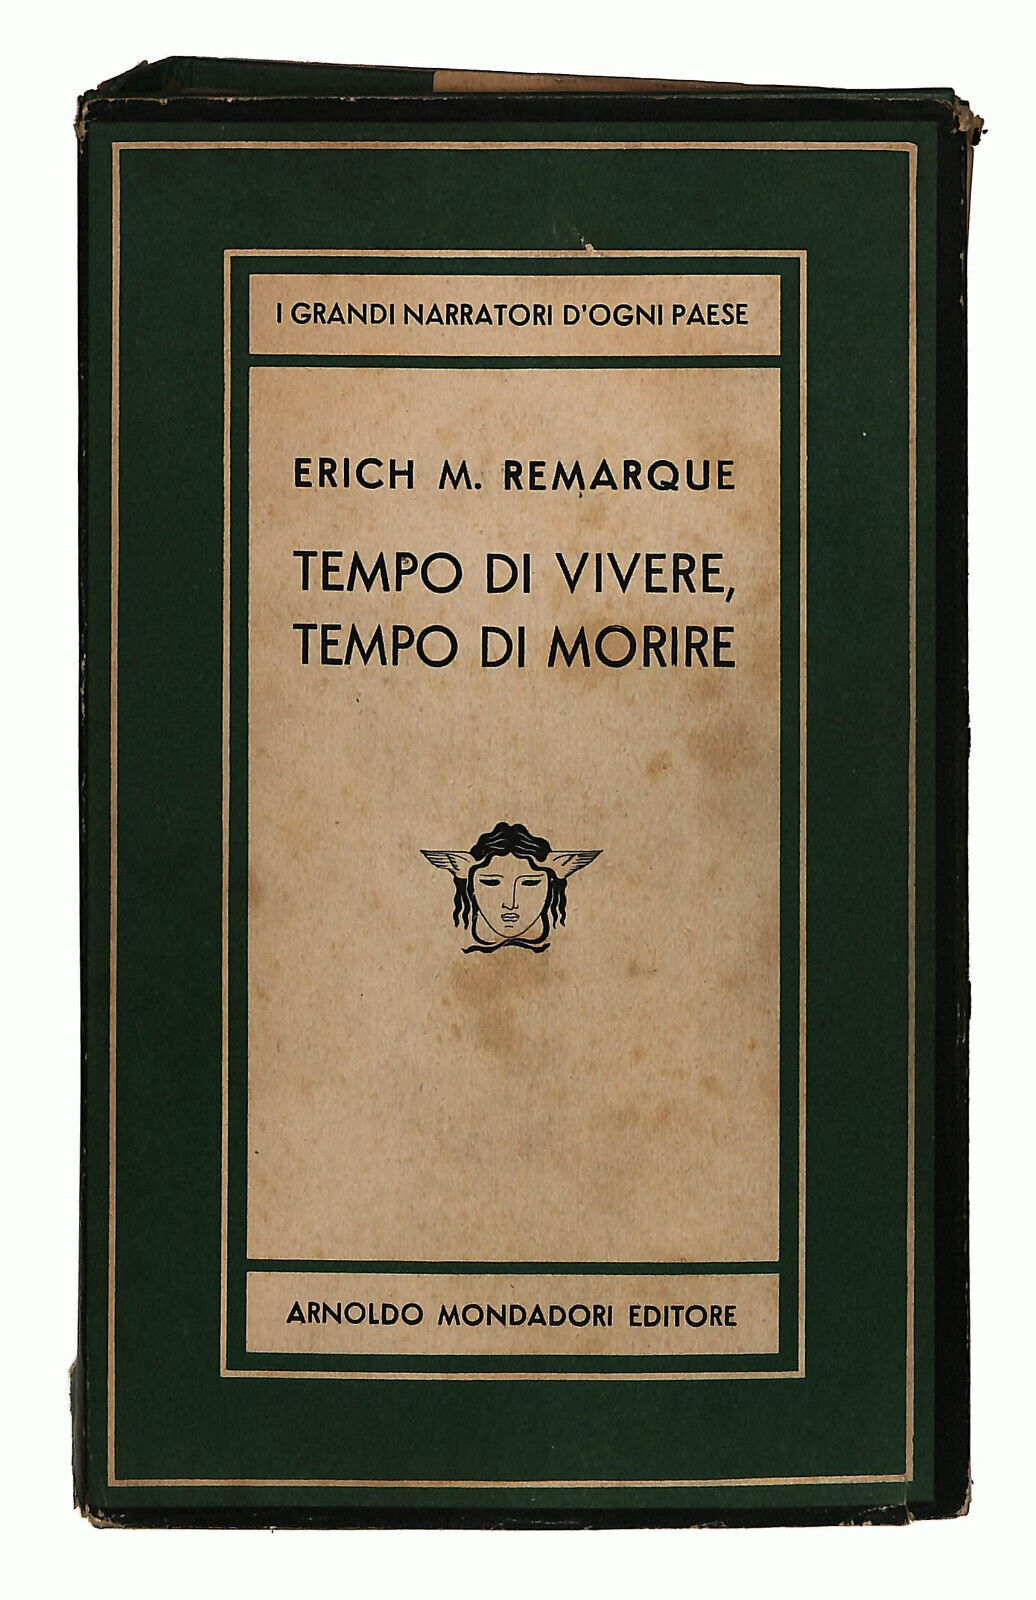 I GRANDI NARRATORI D'OGNI PAESE
ERICH M. REMARQUE
TEMPO DI VIVERE,
TEMPO DI MORIRE
ARNOLDO MONDADORI EDITORE